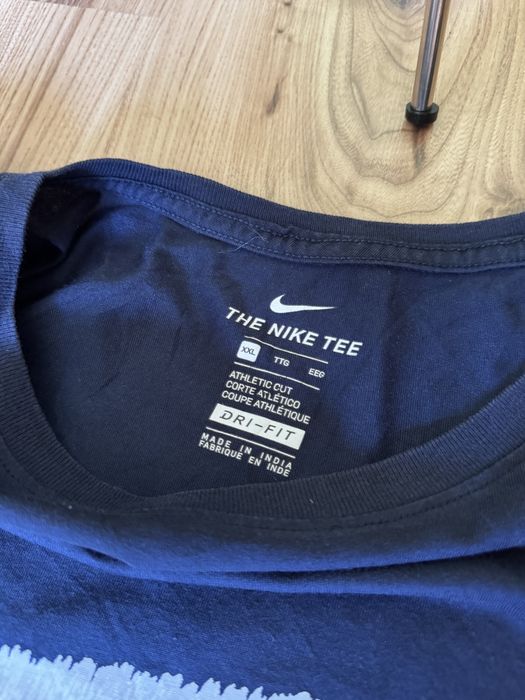 THE NIKE TEE
XXL TTG EEG
ATHLETIC CUT
CORTE ATLÉTICO
COUPE ATHLÉTIQUE
DRI-FIT
MADE IN INDIA
FABRIQUE EN INDE